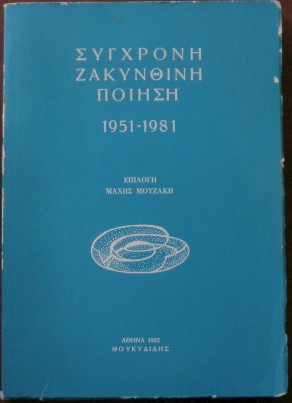 ΣΥΓΧΡΟΝΗ
ΖΑΚΥΝΘΙΝΗ
ΠΟΙΗΣΗ
1951-1981
ΕΠΙΛΟΓΗ
ΜΑΧΗΣ ΜΟΥΖΑΚΗ
ΑΘΗΝΑ 1982
ΘΟΥΚΥΔΙΔΗΣ